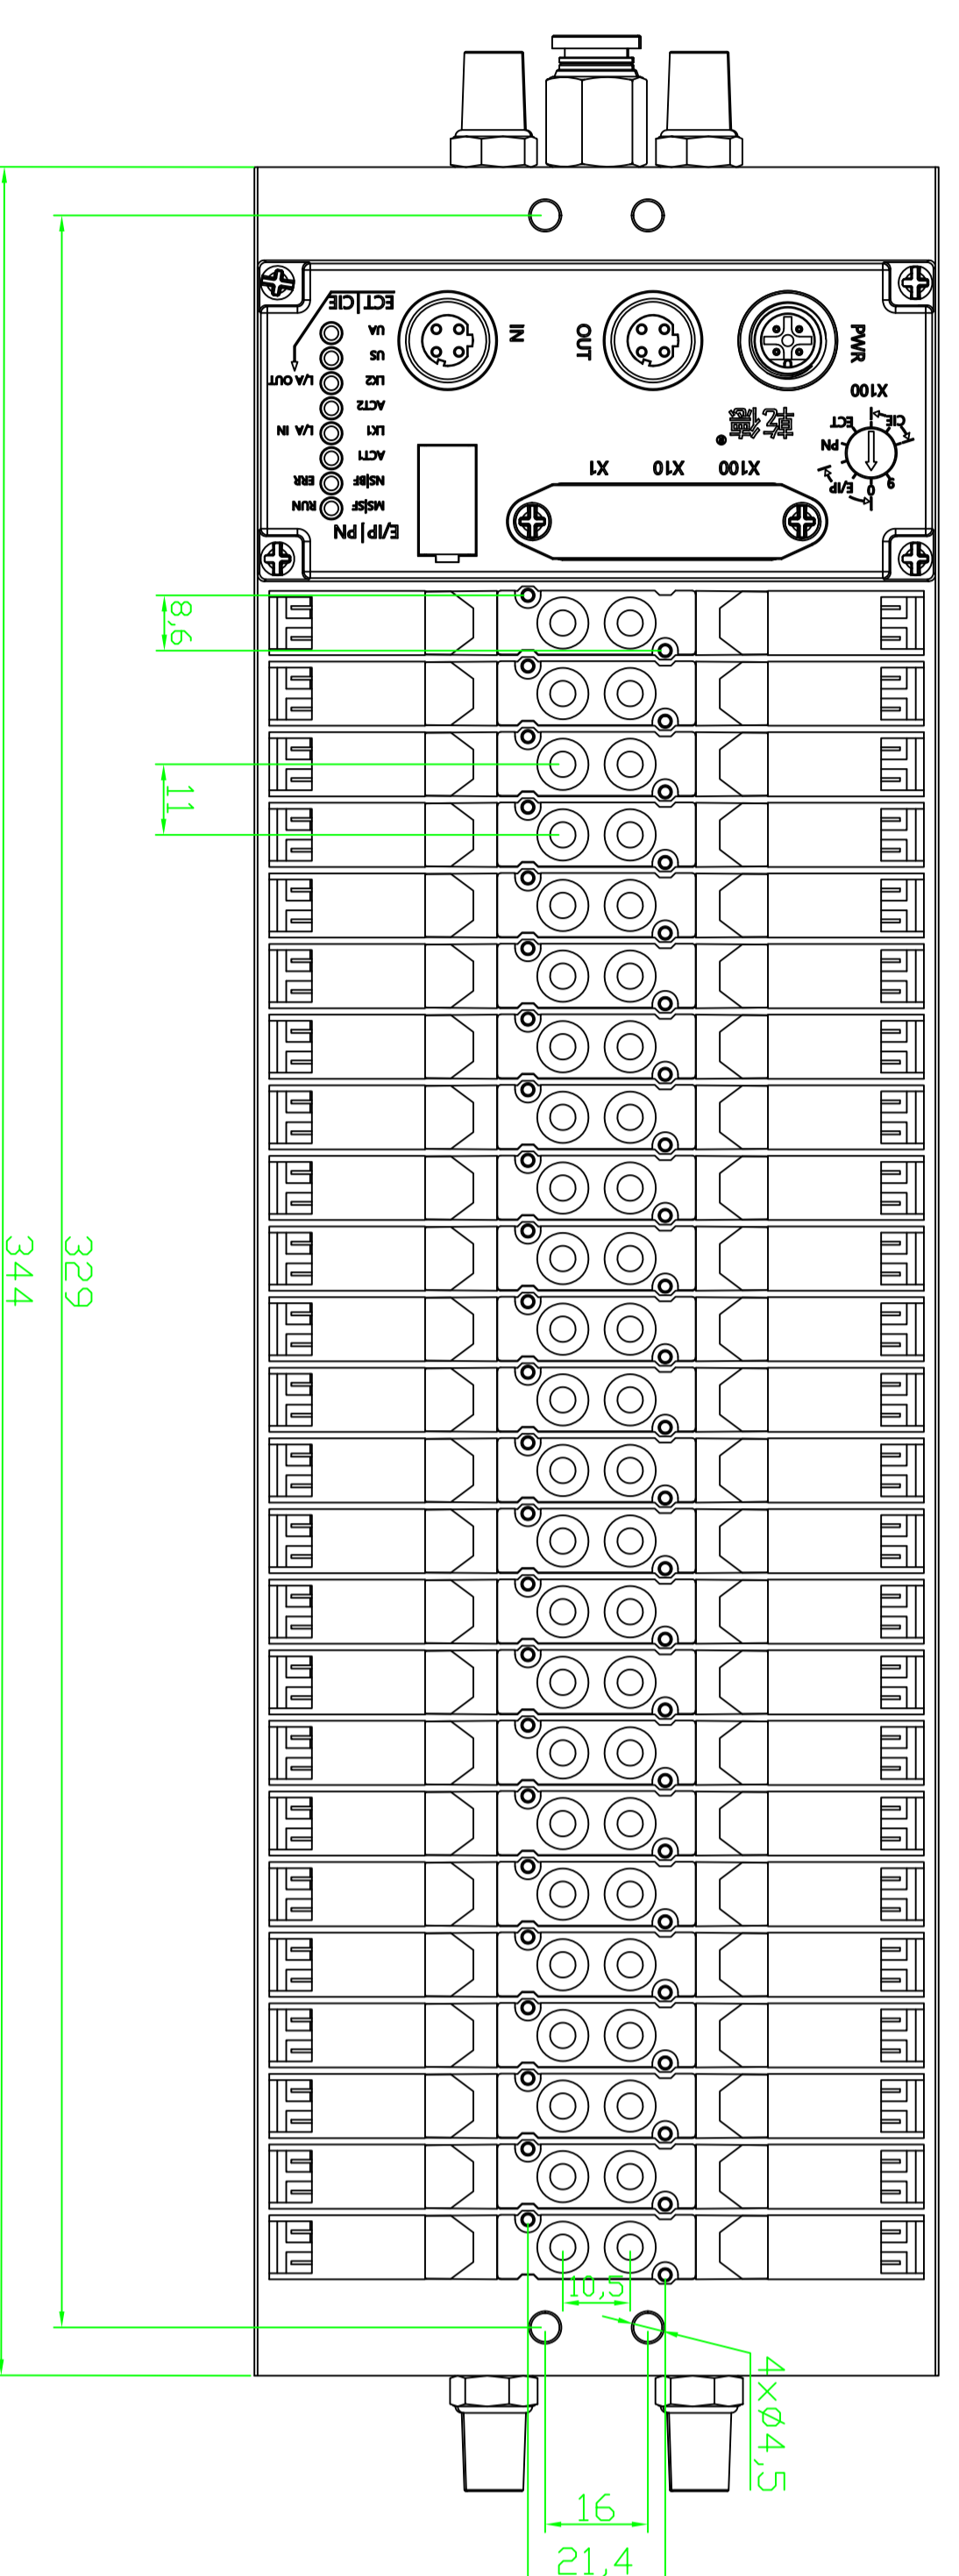 IN
OUT
PWR
ECT|CIE
UA
US
LK2
L/A OUT
ACT2
LK1
L/A IN
ACT1
NS|BF
ERR
MS|SF
RUN
E/IP|PN
乾德
®
X1
X10
X100
X100
CIE
ECT
PN
E/IP
0
9
8,6
11
329
344
10,5
4xØ4,5
16
21,4